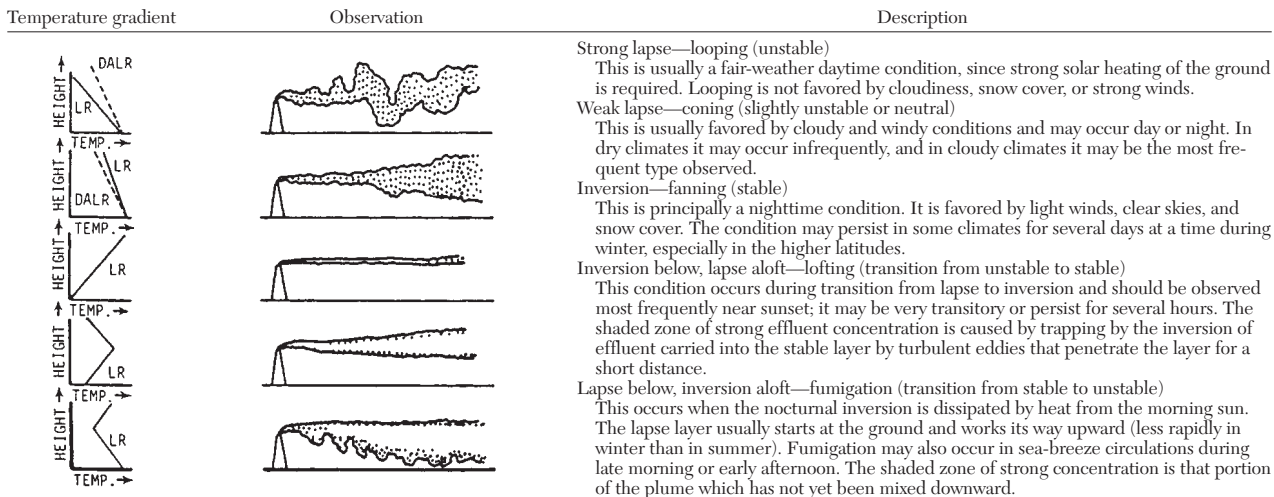 Temperature gradient Observation Description
HEIGHT
DALR
LR
TEMP.
Strong lapse—looping (unstable)
This is usually a fair-weather daytime condition, since strong solar heating of the ground
is required. Looping is not favored by cloudiness, snow cover, or strong winds.
HEIGHT
LR
DALR
TEMP.
Weak lapse—coning (slightly unstable or neutral)
This is usually favored by cloudy and windy conditions and may occur day or night. In
dry climates it may occur infrequently, and in cloudy climates it may be the most fre-
quent type observed.
HEIGHT
LR
TEMP.
Inversion—fanning (stable)
This is principally a nighttime condition. It is favored by light winds, clear skies, and
snow cover. The condition may persist in some climates for several days at a time during
winter, especially in the higher latitudes.
HEIGHT
LR
TEMP.
Inversion below, lapse aloft—lofting (transition from unstable to stable)
This condition occurs during transition from lapse to inversion and should be observed
most frequently near sunset; it may be very transitory or persist for several hours. The
shaded zone of strong effluent concentration is caused by trapping by the inversion of
effluent carried into the stable layer by turbulent eddies that penetrate the layer for a
short distance.
HEIGHT
LR
TEMP.
Lapse below, inversion aloft—fumigation (transition from stable to unstable)
This occurs when the nocturnal inversion is dissipated by heat from the morning sun.
The lapse layer usually starts at the ground and works its way upward (less rapidly in
winter than in summer). Fumigation may also occur in sea-breeze circulations during
late morning or early afternoon. The shaded zone of strong concentration is that portion
of the plume which has not yet been mixed downward.